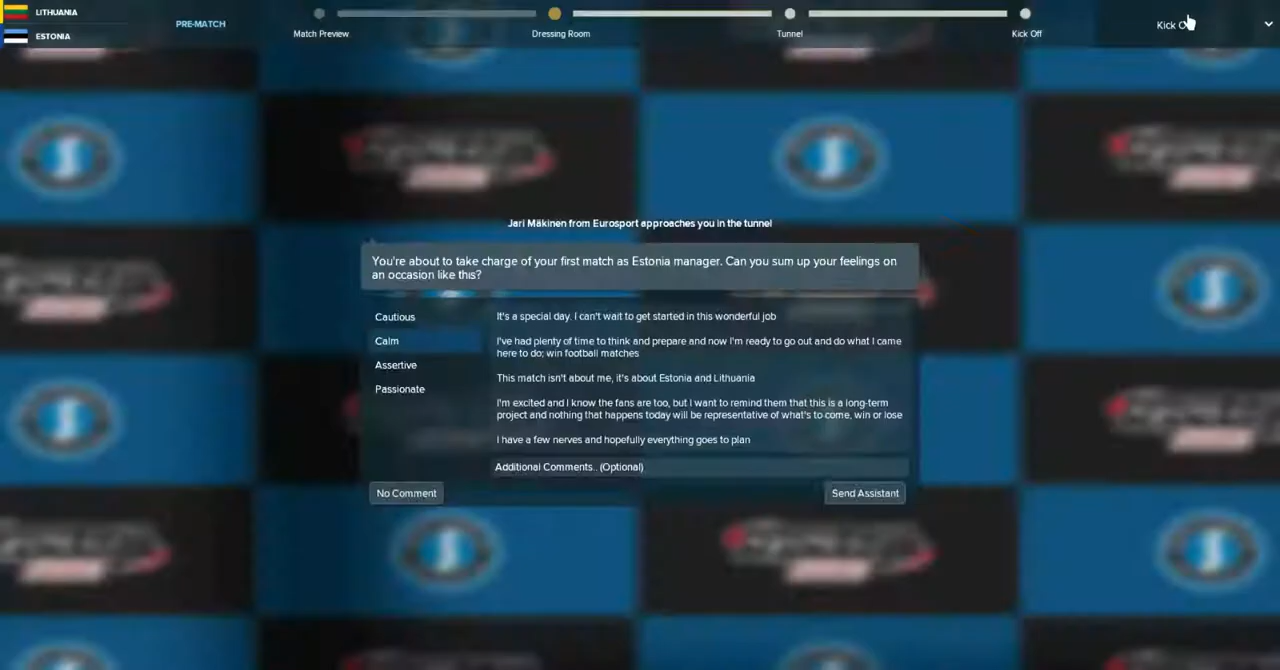 LITHUANIA
ESTONIA
PRE-MATCH
Match Preview
Dressing Room
Tunnel
Kick Off
Kick
Jari Mäkinen from Eurosport approaches you in the tunnel
You're about to take charge of your first match as Estonia manager. Can you sum up your feelings on
an occasion like this?
Cautious
Calm
Assertive
Passionate
It's a special day. I can't wait to get started in this wonderful job
I've had plenty of time to think and prepare and now I'm ready to go out and do what I came
here to do; win football matches
This match isn't about me, it's about Estonia and Lithuania
I'm excited and I know the fans are too, but I want to remind them that this is a long-term
project and nothing that happens today will be representative of what's to come, win or lose
I have a few nerves and hopefully everything goes to plan
Additional Comments.. (Optional)
No Comment
Send Assistant